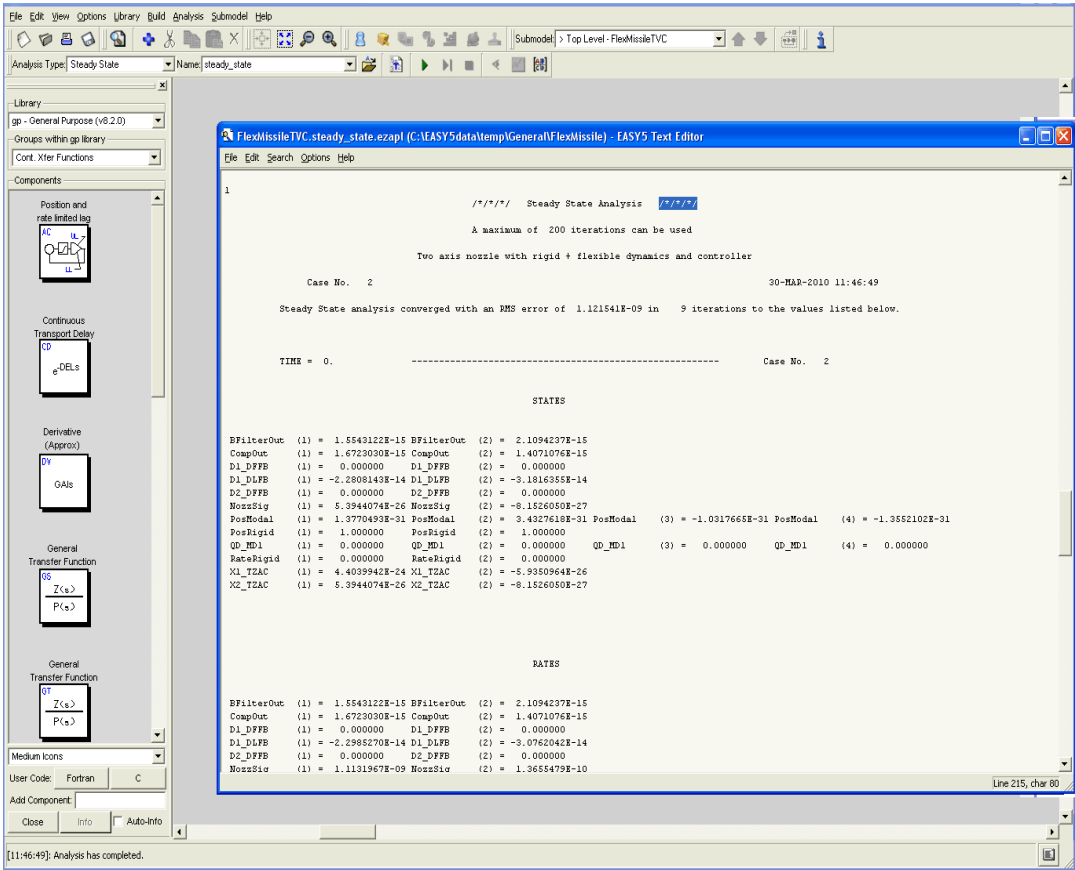 File Edit View Options Library Build Analysis Submodel Help
Submodel: > Top Level - FlexMissileTVC
Analysis Type: Steady State Name: steady_state
Library
gp - General Purpose (v8.2.0)
Groups within gp library
Cont. Xfer Functions
Components
Position and
rate limited lag
AC UL
LL
Continuous
Transport Delay
CD
e-DELs
Derivative
(Approx)
DY
GAIs
General
Transfer Function
GS
Z(s)
P(s)
General
Transfer Function
GT
Z(s)
P(s)
Medium Icons
User Code: Fortran C
Add Component:
Close Info Auto-Info
[11:46:49]: Analysis has completed.
FlexMissileTVC.steady_state.ezapl (C:\EASY5data\temp\General\FlexMissile) - EASY5 Text Editor
File Edit Search Options Help
1
/*/*/*/ Steady State Analysis /*/*/*/
A maximum of 200 iterations can be used
Two axis nozzle with rigid + flexible dynamics and controller
Case No. 2 30-MAR-2010 11:46:49
Steady State analysis converged with an RMS error of 1.121541E-09 in 9 iterations to the values listed below.
TIME = 0. -------------------------------------------------------- Case No. 2
STATES
BFilterOut (1) = 1.5543122E-15 BFilterOut (2) = 2.1094237E-15
CompOut (1) = 1.6723030E-15 CompOut (2) = 1.4071076E-15
D1_DFFB (1) = 0.000000 D1_DFFB (2) = 0.000000
D1_DLFB (1) = -2.2808143E-14 D1_DLFB (2) = -3.1816355E-14
D2_DFFB (1) = 0.000000 D2_DFFB (2) = 0.000000
NozzSig (1) = 5.3944074E-26 NozzSig (2) = -8.1526050E-27
PosModal (1) = 1.3770493E-31 PosModal (2) = 3.4327618E-31 PosModal (3) = -1.0317665E-31 PosModal (4) = -1.3552102E-31
PosRigid (1) = 1.000000 PosRigid (2) = 1.000000
QD_MD1 (1) = 0.000000 QD_MD1 (2) = 0.000000 QD_MD1 (3) = 0.000000 QD_MD1 (4) = 0.000000
RateRigid (1) = 0.000000 RateRigid (2) = 0.000000
X1_TZAC (1) = 4.4039942E-24 X1_TZAC (2) = -5.9350964E-26
X2_TZAC (1) = 5.3944074E-26 X2_TZAC (2) = -8.1526050E-27
RATES
BFilterOut (1) = 1.5543122E-15 BFilterOut (2) = 2.1094237E-15
CompOut (1) = 1.6723030E-15 CompOut (2) = 1.4071076E-15
D1_DFFB (1) = 0.000000 D1_DFFB (2) = 0.000000
D1_DLFB (1) = -2.2985270E-14 D1_DLFB (2) = -3.0762042E-14
D2_DFFB (1) = 0.000000 D2_DFFB (2) = 0.000000
NozzSig (1) = 1.1131967E-09 NozzSig (2) = 1.3655479E-10
Line 215, char 80